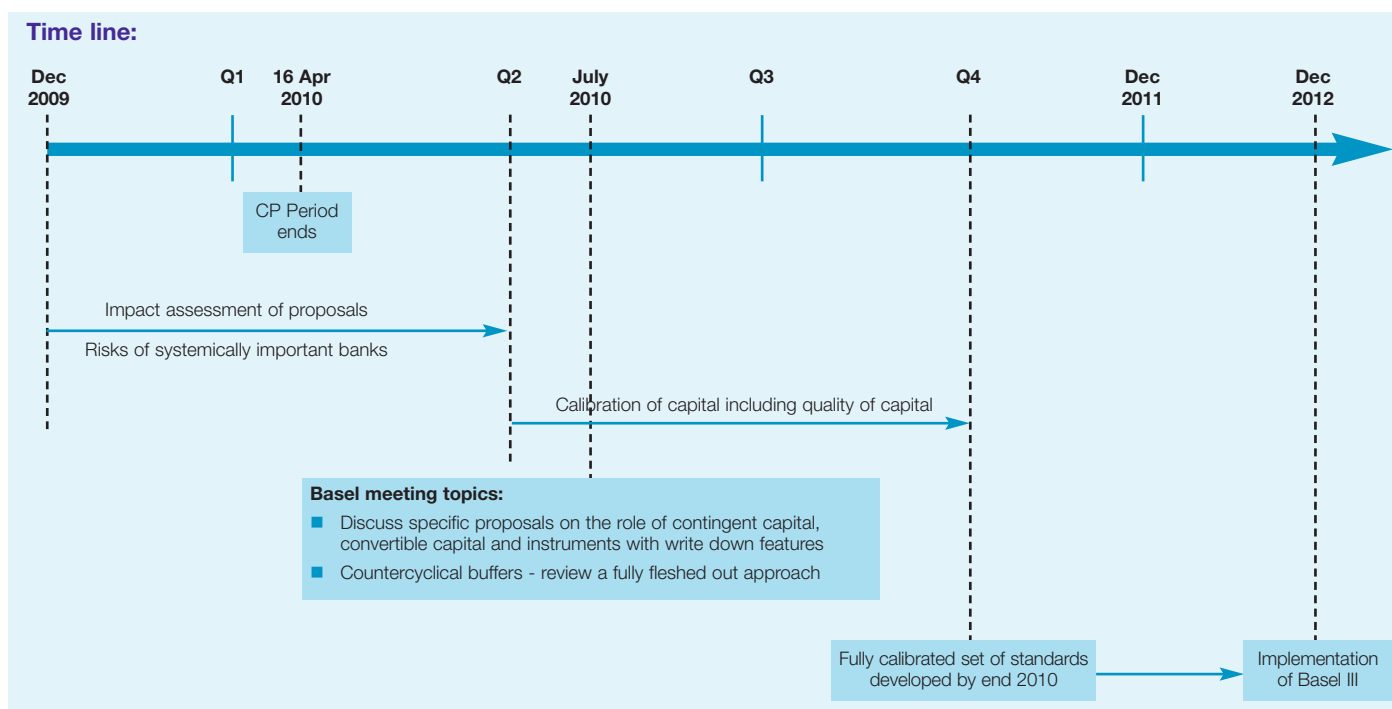 Time line:
Dec
2009
Q1
16 Apr
2010
Q2
July
2010
Q3
Q4
Dec
2011
Dec
2012
CP Period
ends
Impact assessment of proposals
Risks of systemically important banks
Calibration of capital including quality of capital
Basel meeting topics:
Discuss specific proposals on the role of contingent capital,
convertible capital and instruments with write down features
Countercyclical buffers - review a fully fleshed out approach
Fully calibrated set of standards
developed by end 2010
Implementation
of Basel III